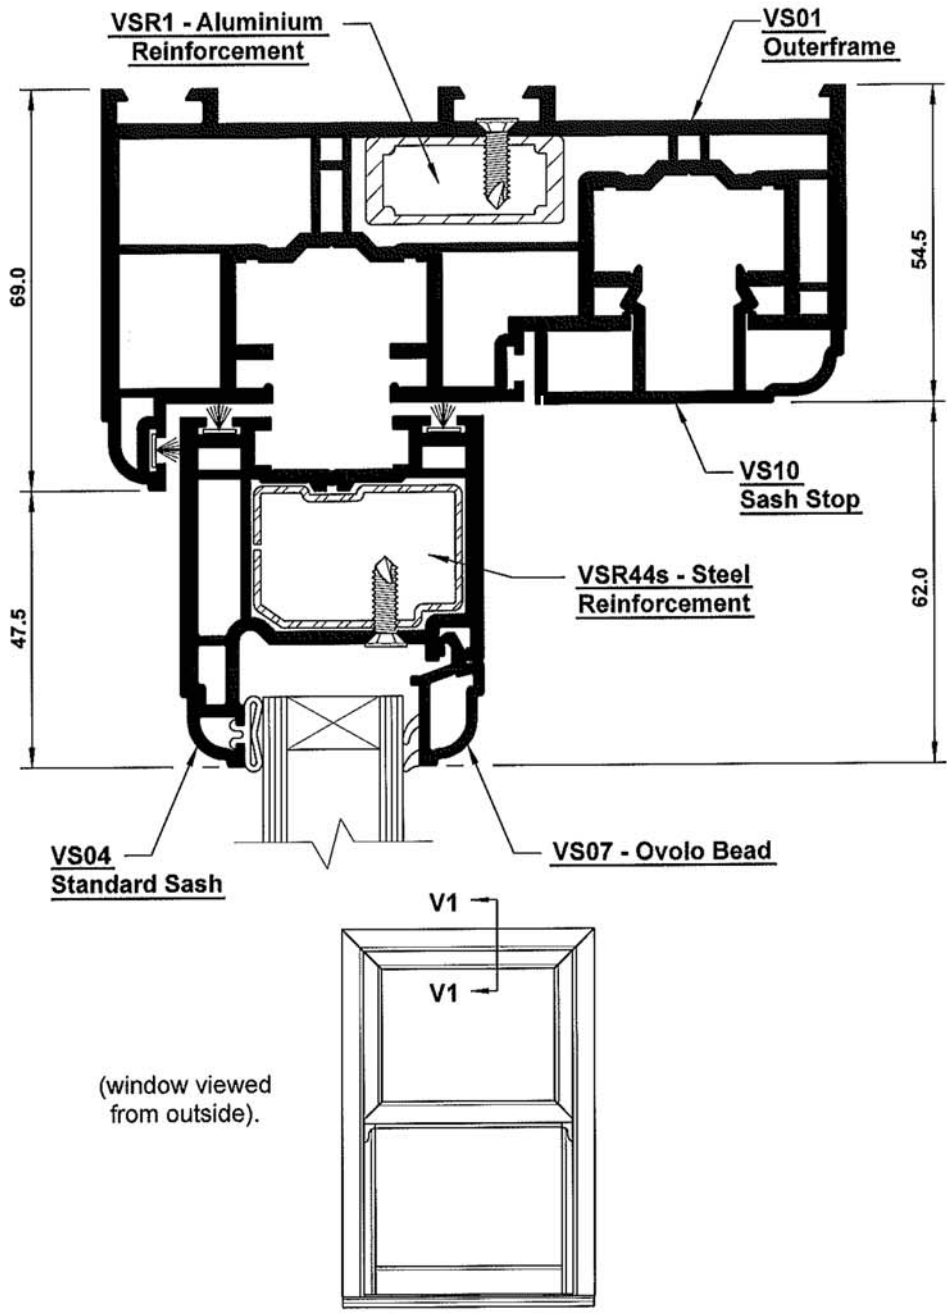 VSR1 - Aluminium
Reinforcement
VS01
Outerframe
69.0
54.5
VS10
Sash Stop
VSR44s - Steel
Reinforcement
62.0
47.5
VS04
Standard Sash
VS07 - Ovolo Bead
V1
V1
(window viewed
from outside).